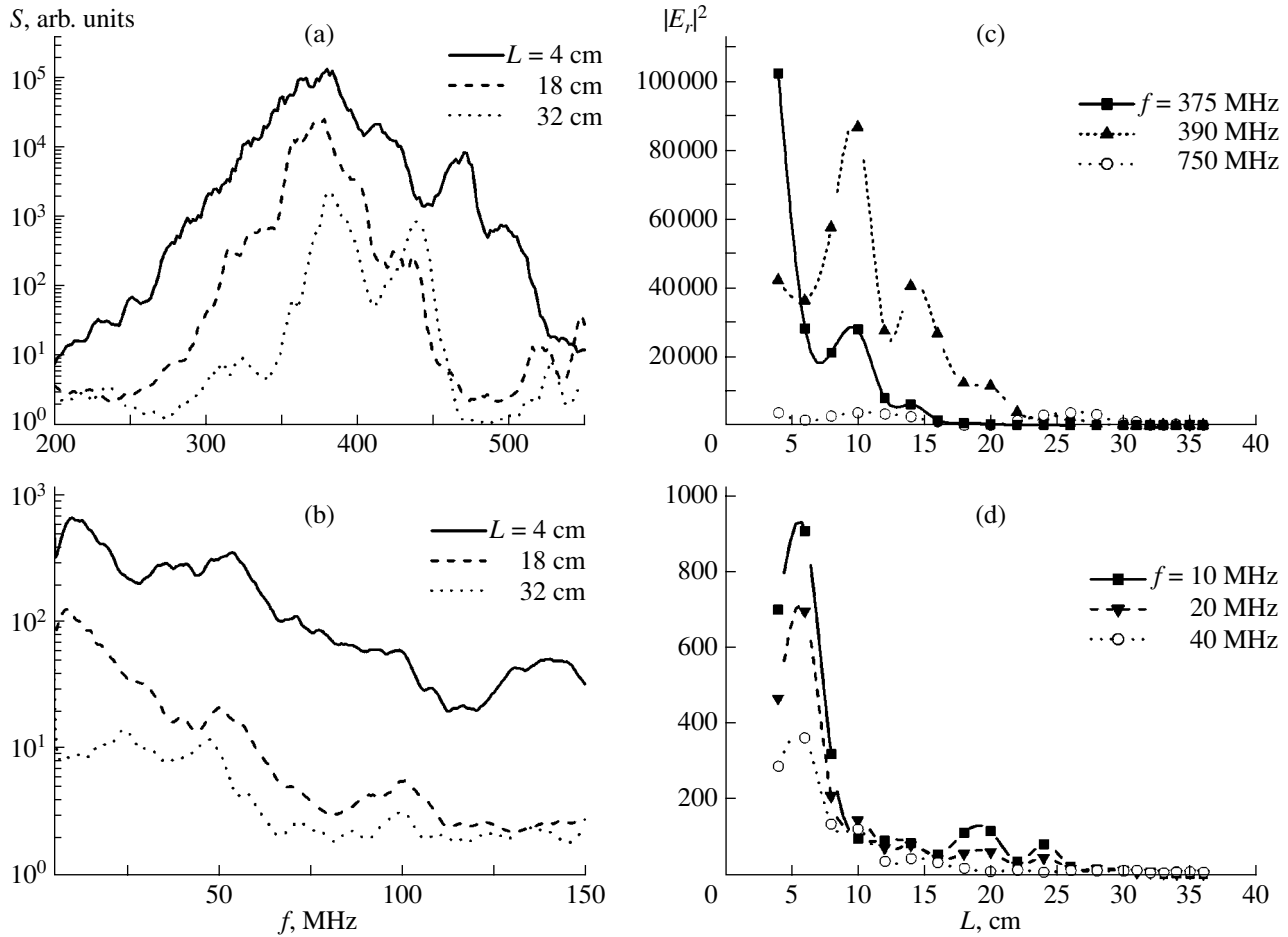 S, arb. units
(a)
L = 4 cm
18 cm
32 cm
10^5
10^4
10^3
10^2
10^1
10^0
200
300
400
500
|E_r|^2
(c)
f = 375 MHz
390 MHz
750 MHz
100000
80000
60000
40000
20000
0
5
10
15
20
25
30
35
40
(b)
L = 4 cm
18 cm
32 cm
10^3
10^2
10^1
10^0
50
100
150
f, MHz
(d)
f = 10 MHz
20 MHz
40 MHz
1000
800
600
400
200
0
5
10
15
20
25
30
35
40
L, cm